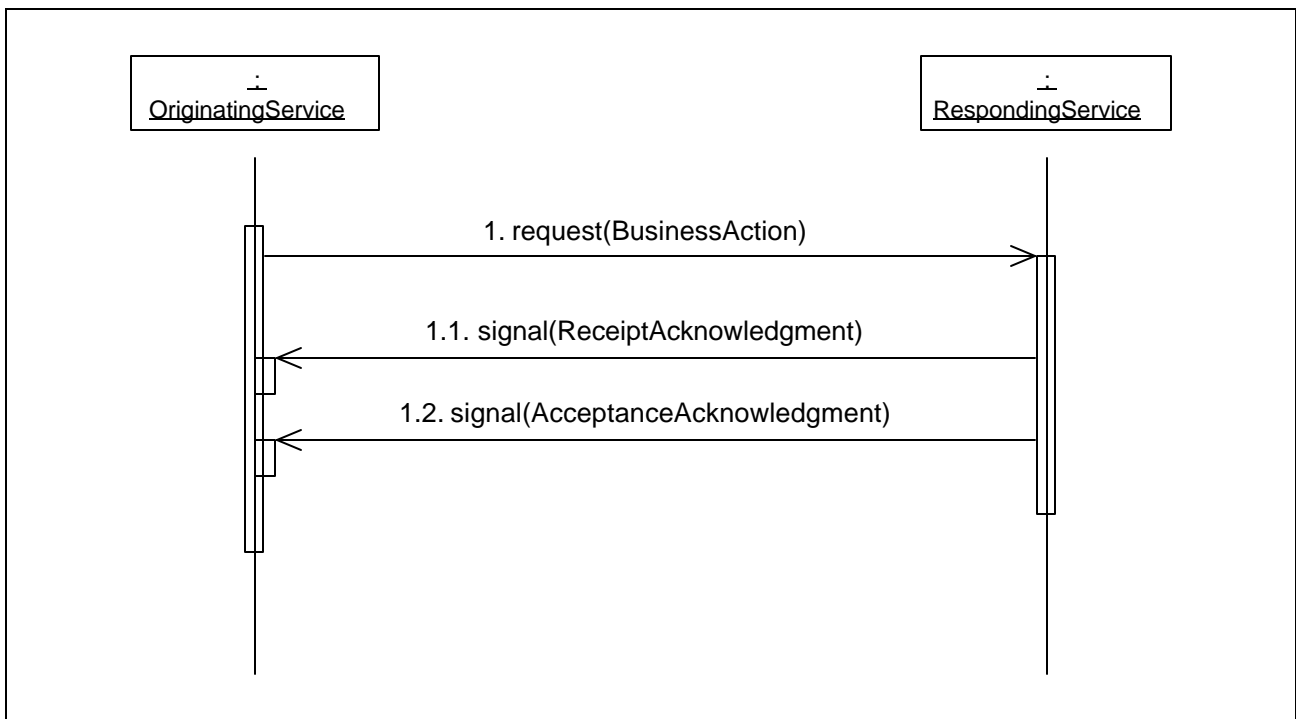 :
OriginatingService
:
RespondingService
1. request(BusinessAction)
1.1. signal(ReceiptAcknowledgment)
1.2. signal(AcceptanceAcknowledgment)